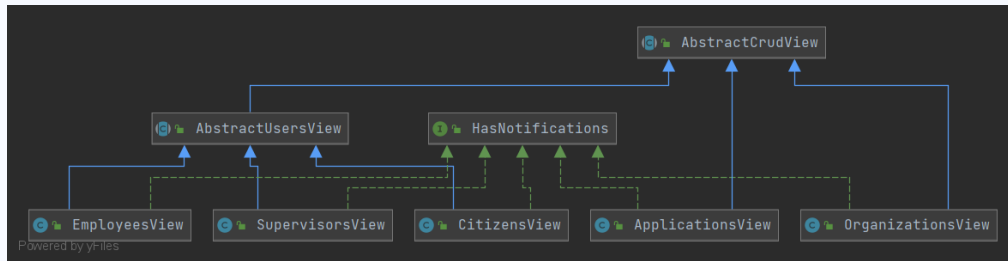 AbstractCrudView
AbstractUsersView
HasNotifications
EmployeesView
SupervisorsView
CitizensView
ApplicationsView
OrganizationsView
Powered by yFiles